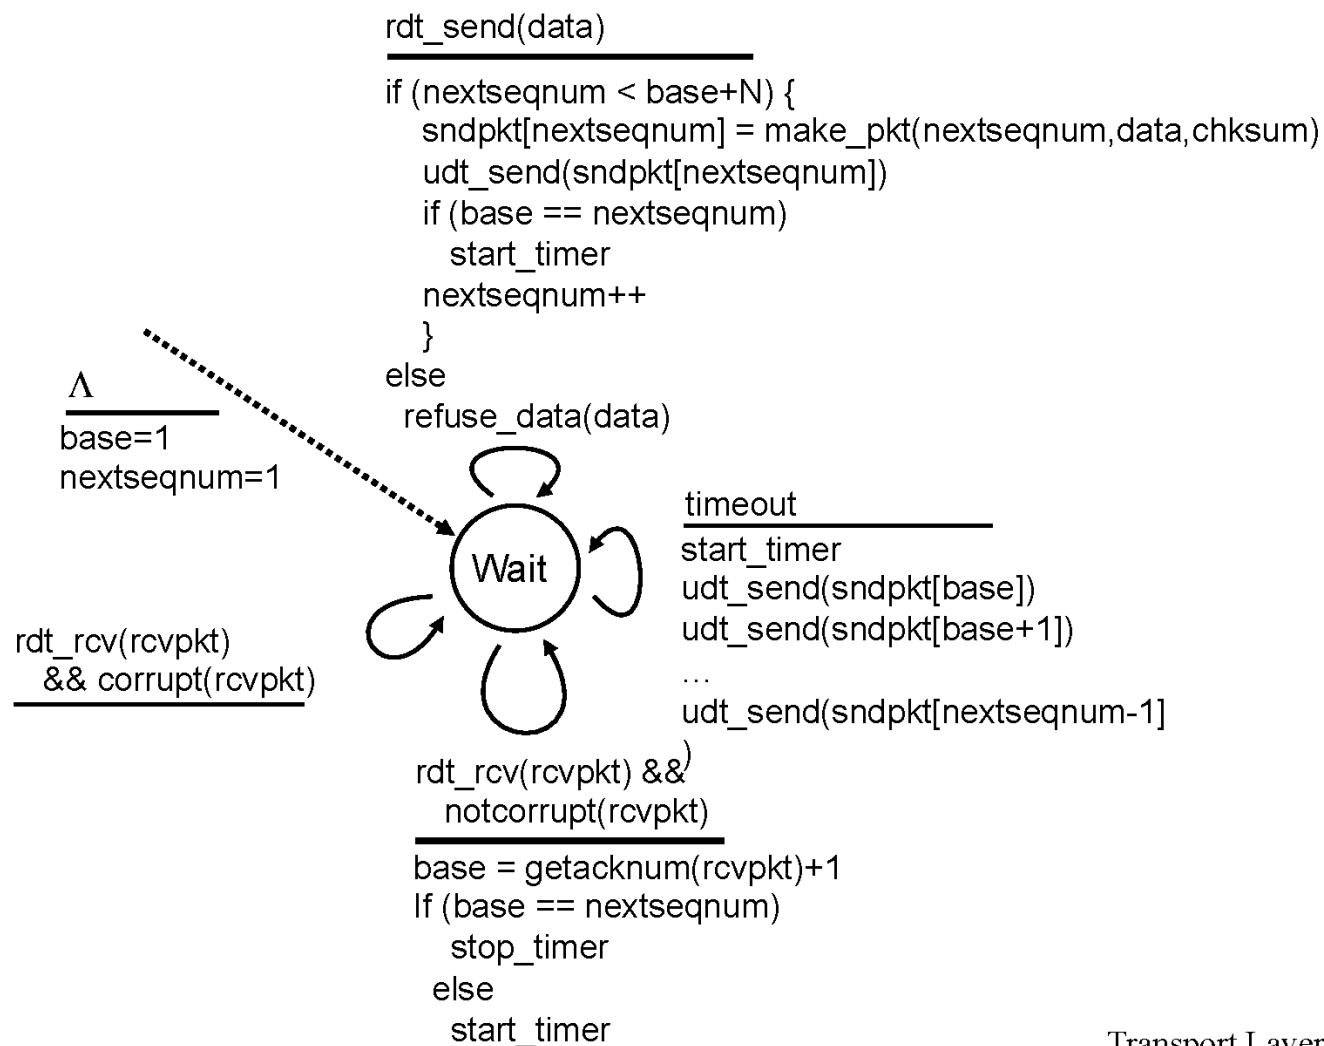 rdt_send(data)
if (nextseqnum < base+N) {
sndpkt[nextseqnum] = make_pkt(nextseqnum,data,chksum)
udt_send(sndpkt[nextseqnum])
if (base == nextseqnum)
start_timer
nextseqnum++
}
else
refuse_data(data)
Λ
base=1
nextseqnum=1
Wait
timeout
start_timer
udt_send(sndpkt[base])
udt_send(sndpkt[base+1])
…
udt_send(sndpkt[nextseqnum-1]
)
rdt_rcv(rcvpkt)
&& corrupt(rcvpkt)
rdt_rcv(rcvpkt) &&
notcorrupt(rcvpkt)
base = getacknum(rcvpkt)+1
If (base == nextseqnum)
stop_timer
else
start_timer
Transport Layer